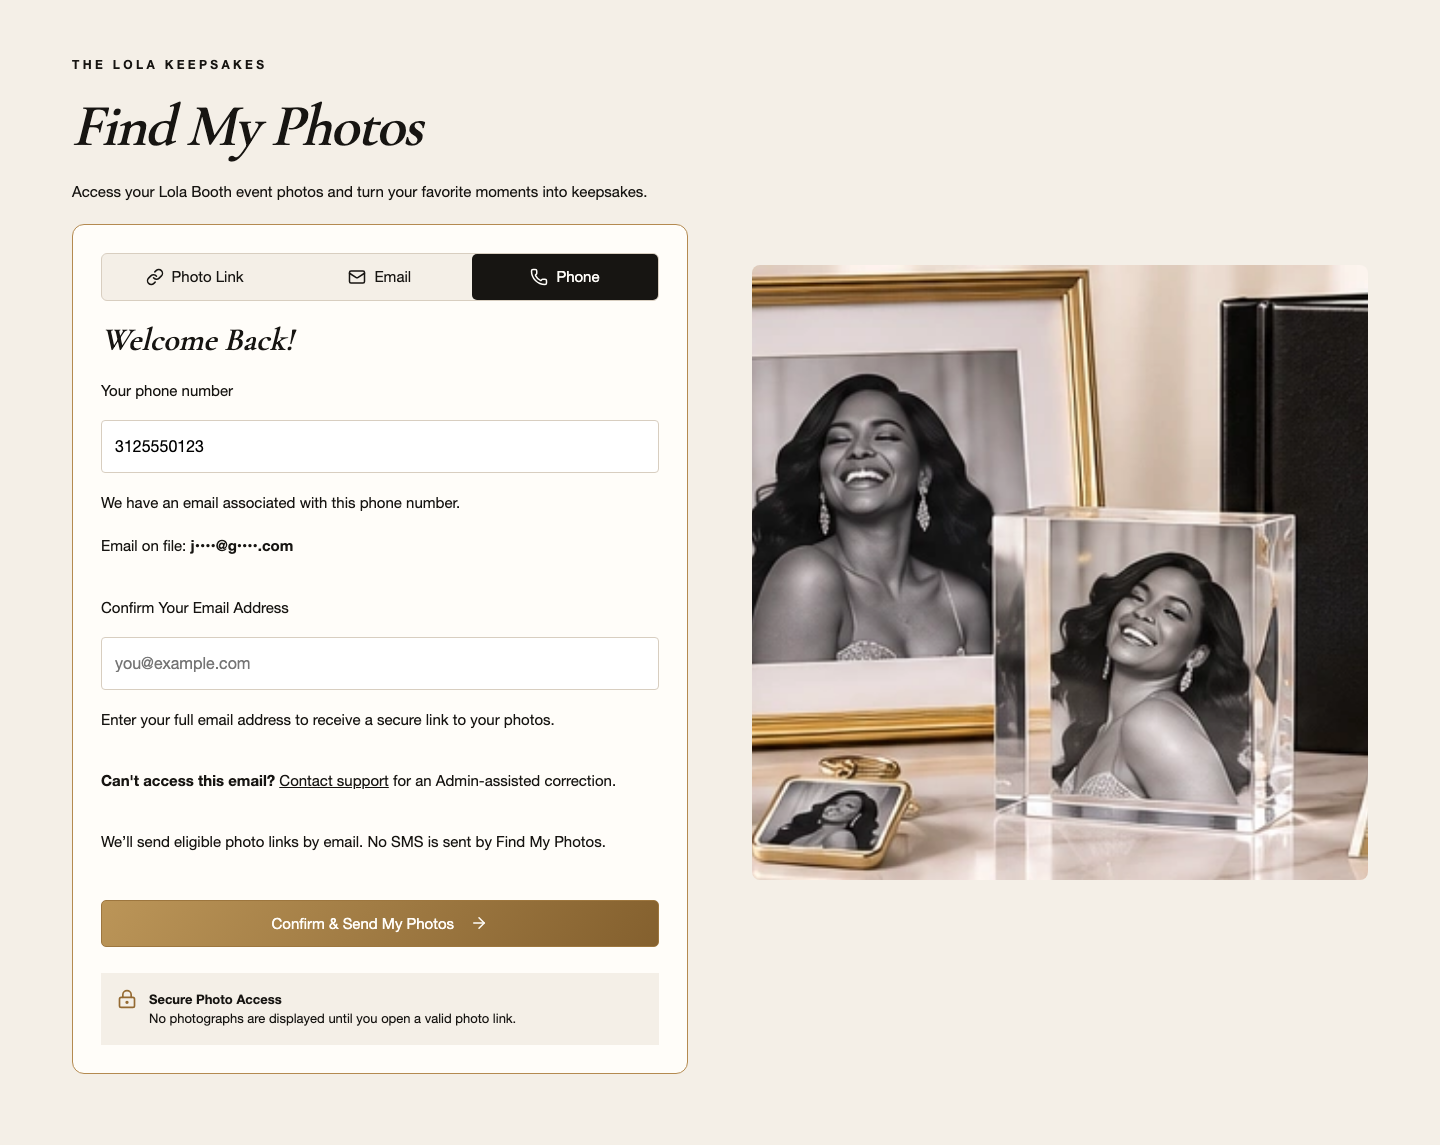 THE LOLA KEEPSAKES
Find My Photos
Access your Lola Booth event photos and turn your favorite moments into keepsakes.
Photo Link
Email
Phone
Welcome Back!
Your phone number
3125550123
We have an email associated with this phone number.
Email on file: j••••@g••••.com
Confirm Your Email Address
you@example.com
Enter your full email address to receive a secure link to your photos.
Can't access this email? Contact support for an Admin-assisted correction.
We’ll send eligible photo links by email. No SMS is sent by Find My Photos.
Confirm & Send My Photos
Secure Photo Access
No photographs are displayed until you open a valid photo link.